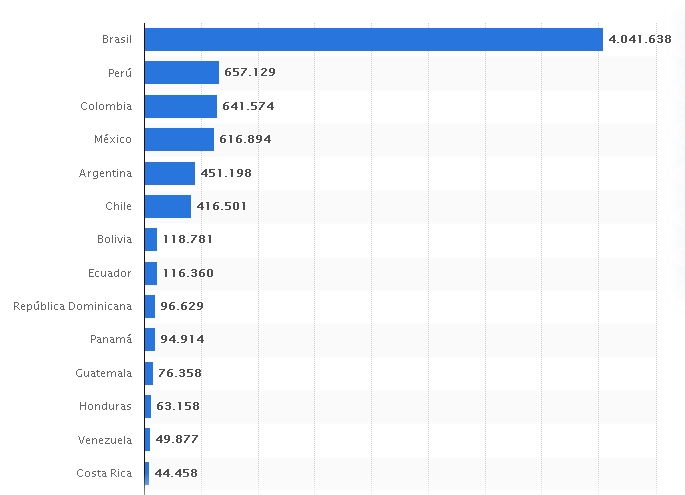 Brasil 4.041.638
Perú 657.129
Colombia 641.574
México 616.894
Argentina 451.198
Chile 416.501
Bolivia 118.781
Ecuador 116.360
República Dominicana 96.629
Panamá 94.914
Guatemala 76.358
Honduras 63.158
Venezuela 49.877
Costa Rica 44.458